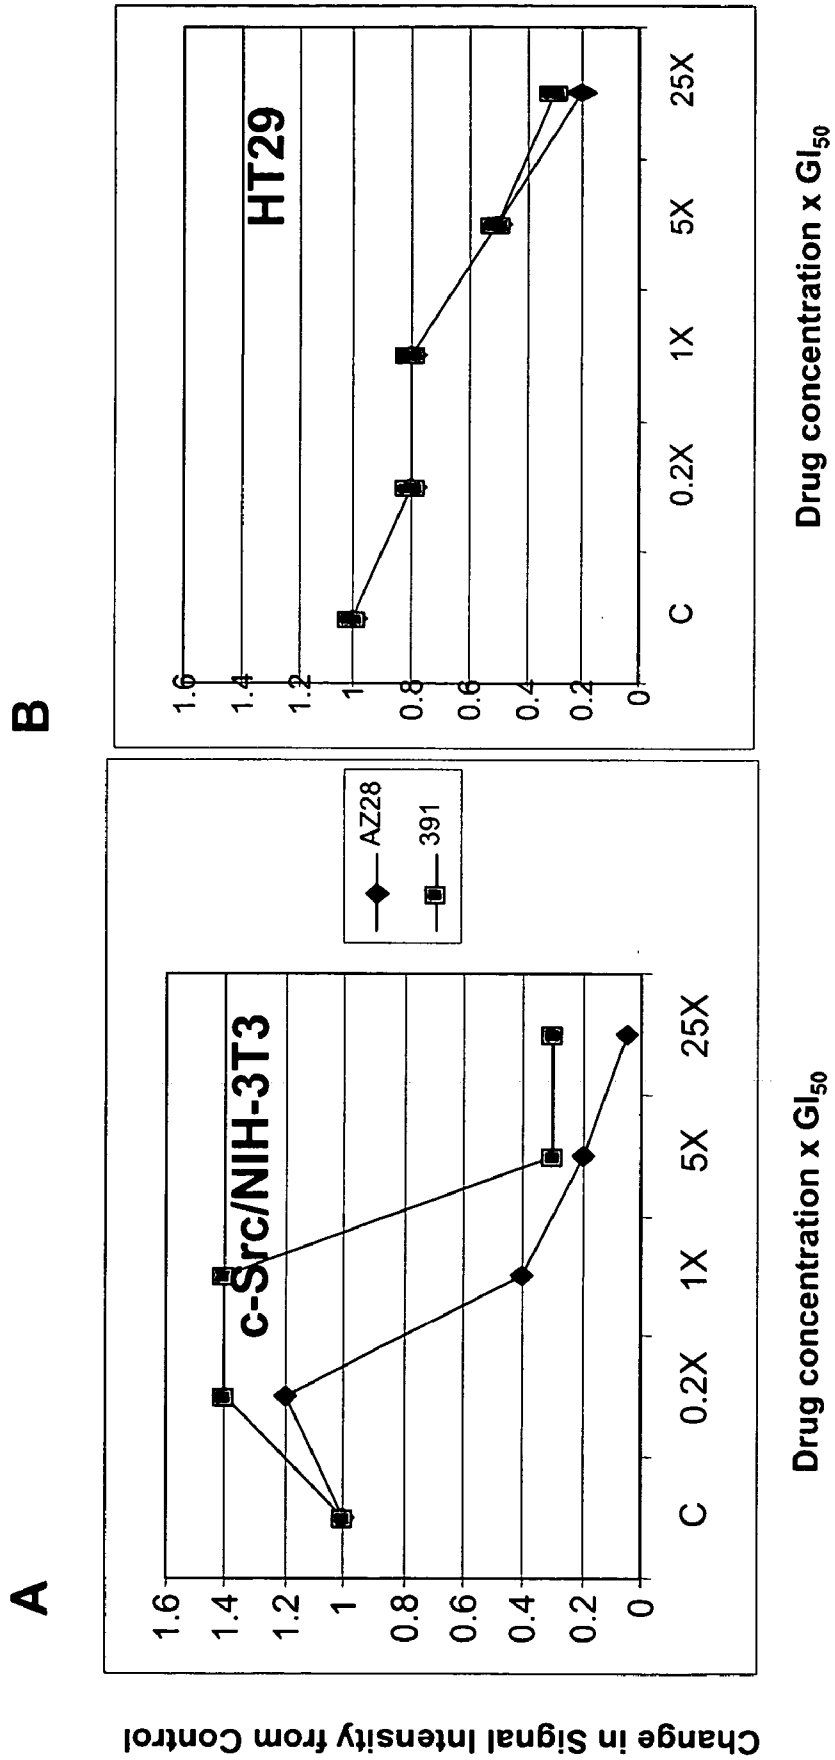 A
Change in Signal Intensity from Control
1.6
1.4
1.2
1
0.8
0.6
0.4
0.2
0
c-Src/NIH-3T3
C
0.2X
1X
5X
25X
Drug concentration x GI50
AZ28
391
B
1.6
1.4
1.2
1
0.8
0.6
0.4
0.2
0
HT29
C
0.2X
1X
5X
25X
Drug concentration x GI50